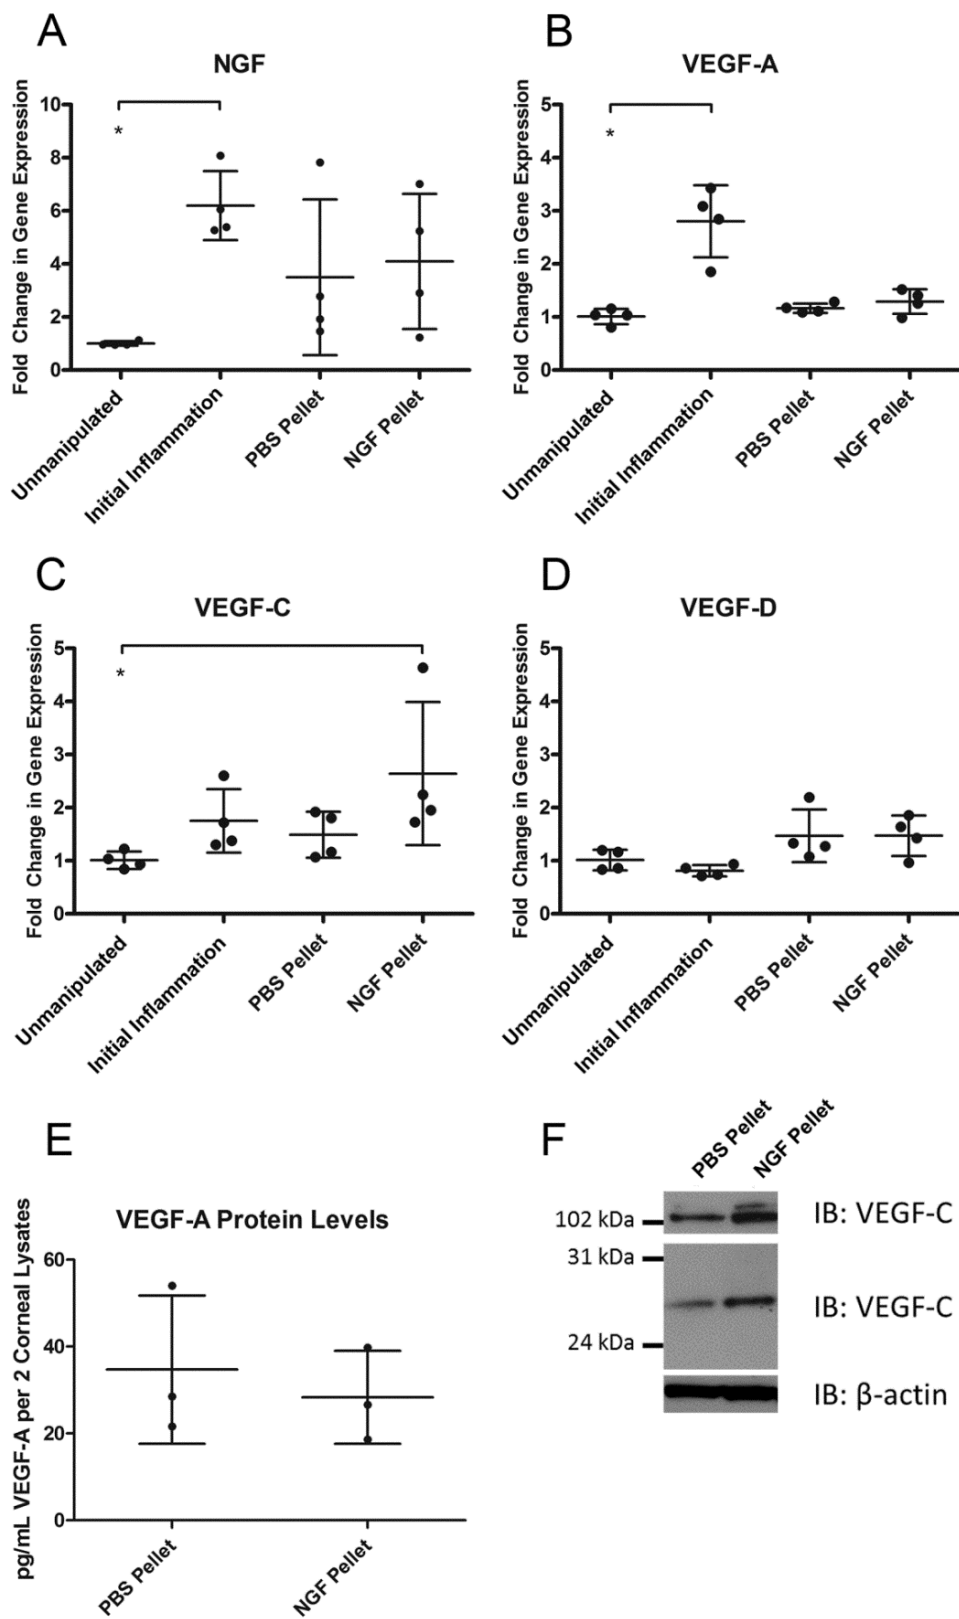 A
B
NGF
VEGF-A
Fold Change in Gene Expression
10
8
6
4
2
0
*
Unmanipulated
Initial Inflammation
PBS Pellet
NGF Pellet
Fold Change in Gene Expression
5
4
3
2
1
0
*
Unmanipulated
Initial Inflammation
PBS Pellet
NGF Pellet
C
D
VEGF-C
VEGF-D
Fold Change in Gene Expression
5
4
3
2
1
0
*
Unmanipulated
Initial Inflammation
PBS Pellet
NGF Pellet
Fold Change in Gene Expression
5
4
3
2
1
0
Unmanipulated
Initial Inflammation
PBS Pellet
NGF Pellet
E
VEGF-A Protein Levels
pg/mL VEGF-A per 2 Corneal Lysates
60
40
20
0
PBS Pellet
NGF Pellet
F
PBS Pellet
NGF Pellet
102 kDa
IB: VEGF-C
31 kDa
IB: VEGF-C
24 kDa
IB: β-actin